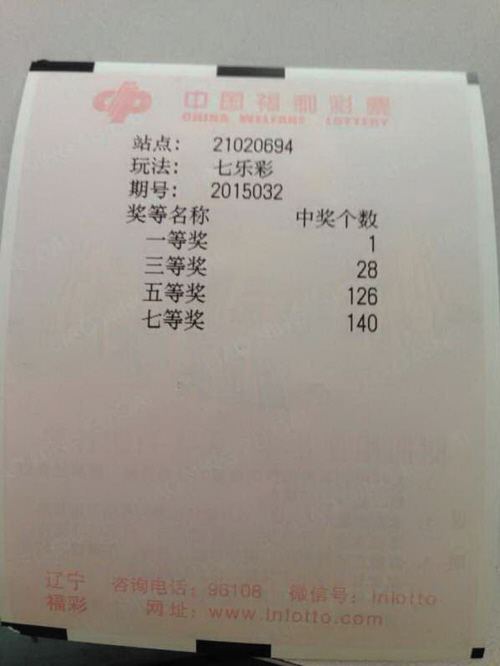 中国福利彩票
CHINA WELFARE LOTTERY
站点： 21020694
玩法： 七乐彩
期号： 2015032
奖等名称 中奖个数
一等奖 1
三等奖 28
五等奖 126
七等奖 140
辽宁 咨询电话：96108 微信号：lnlotto
福彩 网址：www.lnlotto.com